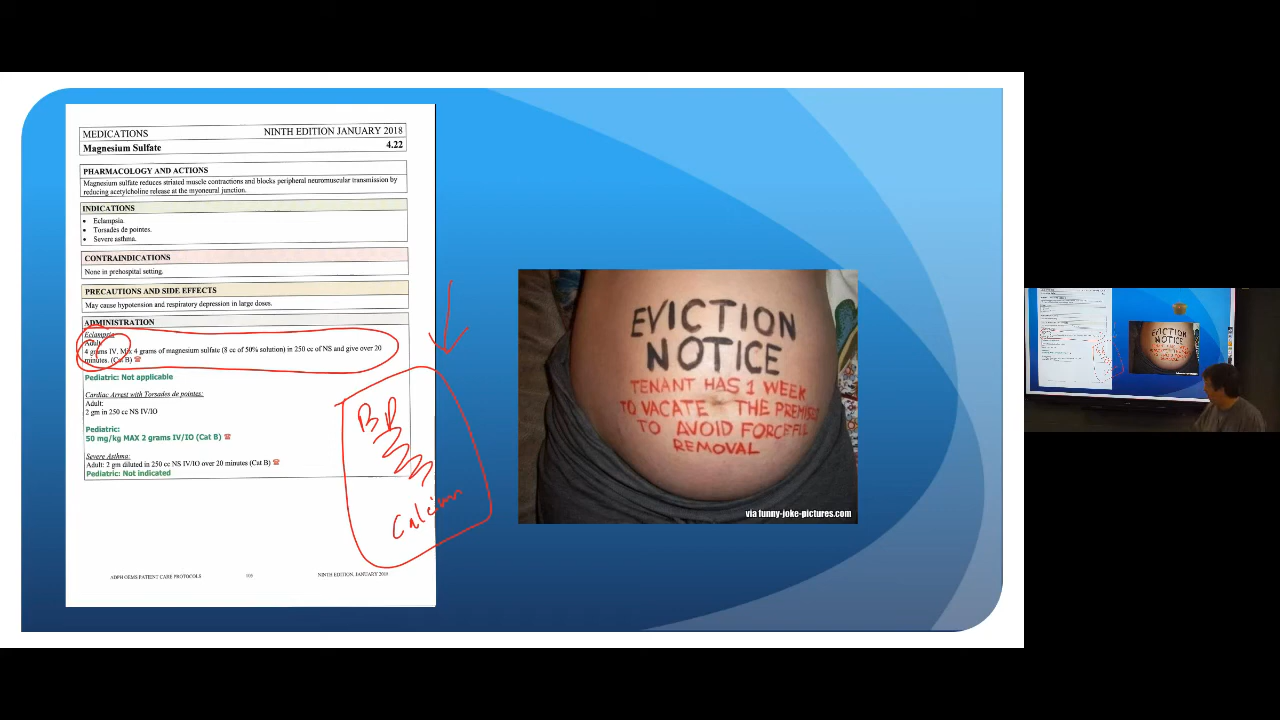 MEDICATIONS NINTH EDITION JANUARY 2018
Magnesium Sulfate 4.22
PHARMACOLOGY AND ACTIONS
Magnesium sulfate reduces striated muscle contractions and blocks peripheral neuromuscular transmission by
reducing acetylcholine release at the myoneural junction.
INDICATIONS
• Eclampsia.
• Torsades de pointes.
• Severe asthma.
CONTRAINDICATIONS
None in prehospital setting.
PRECAUTIONS AND SIDE EFFECTS
May cause hypotension and respiratory depression in large doses.
ADMINISTRATION
Eclampsia:
Adult:
4 grams IV. Mix 4 grams of magnesium sulfate (8 cc of 50% solution) in 250 cc of NS and give over 20
minutes. (Cat B)
Pediatric: Not applicable
Cardiac Arrest with Torsades de pointes:
Adult:
2 gm in 250 cc NS IV/IO
Pediatric:
50 mg/kg MAX 2 grams IV/IO (Cat B)
Severe Asthma:
Adult: 2 gm diluted in 250 cc NS IV/IO over 20 minutes (Cat B)
Pediatric: Not indicated
ADPH OEMS PATIENT CARE PROTOCOLS 105 NINTH EDITION, JANUARY 2018
BP
Calcium
EVICTION
NOTICE
TENANT HAS 1 WEEK
TO VACATE THE PREMISES
TO AVOID FORCEFUL
REMOVAL
via funny-joke-pictures.com
EVICTION
NOTICE